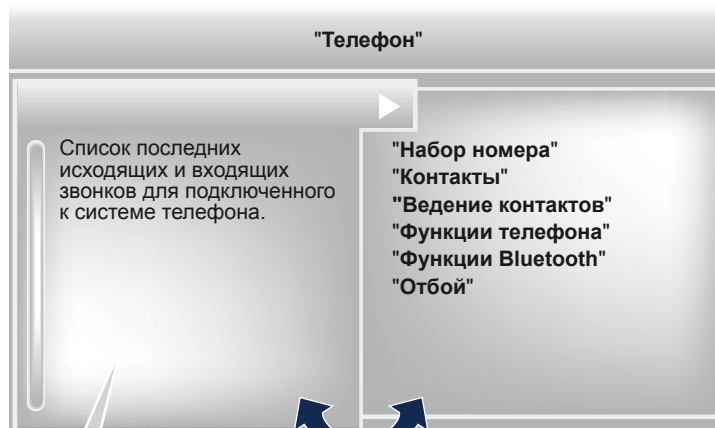 "Телефон"
Список последних
исходящих и входящих
звонков для подключенного
к системе телефона.
"Набор номера"
"Контакты"
"Ведение контактов"
"Функции телефона"
"Функции Bluetooth"
"Отбой"